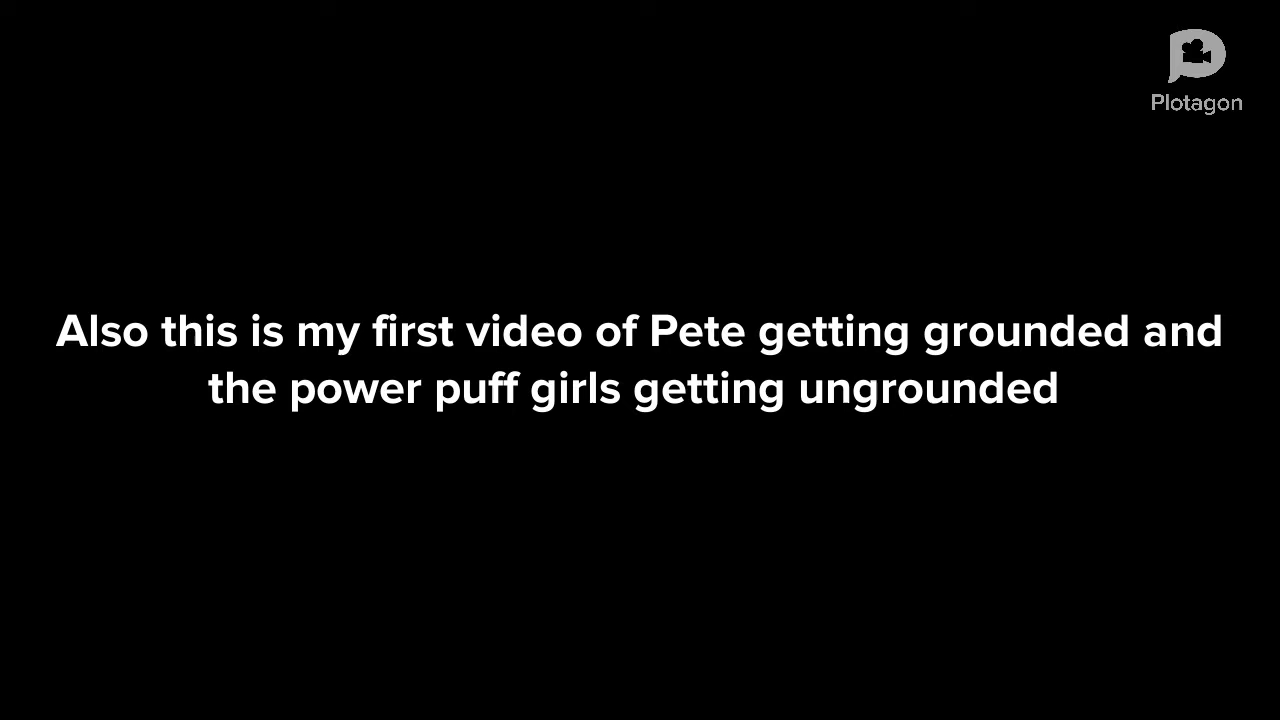 Plotagon
Also this is my first video of Pete getting grounded and
the power puff girls getting ungrounded